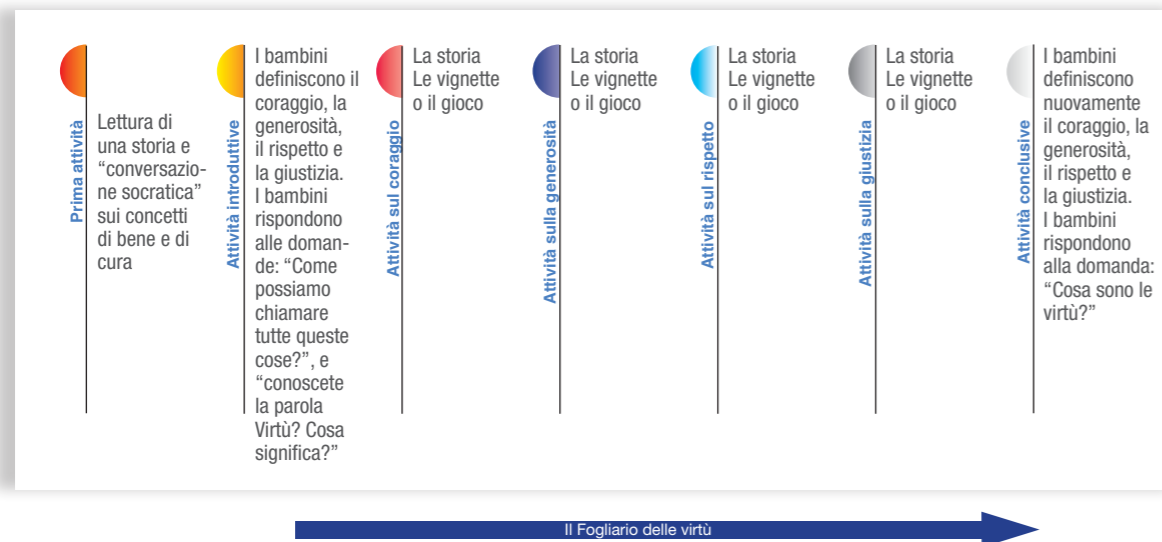 Prima attività
Lettura di
una storia e
“conversazio-
ne socratica”
sui concetti
di bene e di
cura
Attività introduttive
I bambini
definiscono il
coraggio, la
generosità,
il rispetto e
la giustizia.
I bambini
rispondono
alle doman-
de: “Come
possiamo
chiamare
tutte queste
cose?”, e
“conoscete
la parola
Virtù? Cosa
significa?”
Attività sul coraggio
La storia
Le vignette
o il gioco
Attività sulla generosità
La storia
Le vignette
o il gioco
Attività sul rispetto
La storia
Le vignette
o il gioco
Attività sulla giustizia
La storia
Le vignette
o il gioco
Attività conclusive
I bambini
definiscono
nuovamente
il coraggio, la
generosità,
il rispetto e
la giustizia.
I bambini
rispondono
alla domanda:
“Cosa sono le
virtù?”
Il Fogliario delle virtù